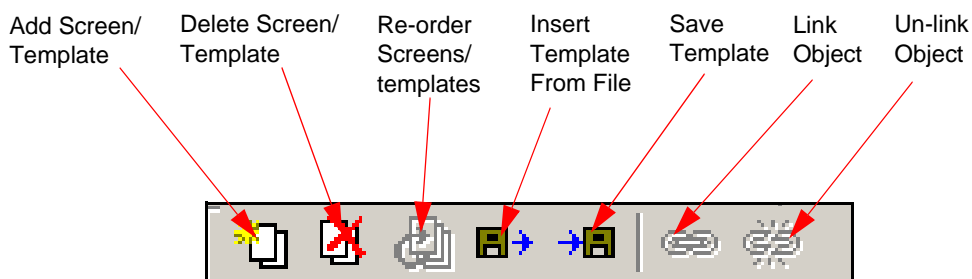 Add Screen/
Template
Delete Screen/
Template
Re-order
Screens/
templates
Insert
Template
From File
Save
Template
Link
Object
Un-link
Object